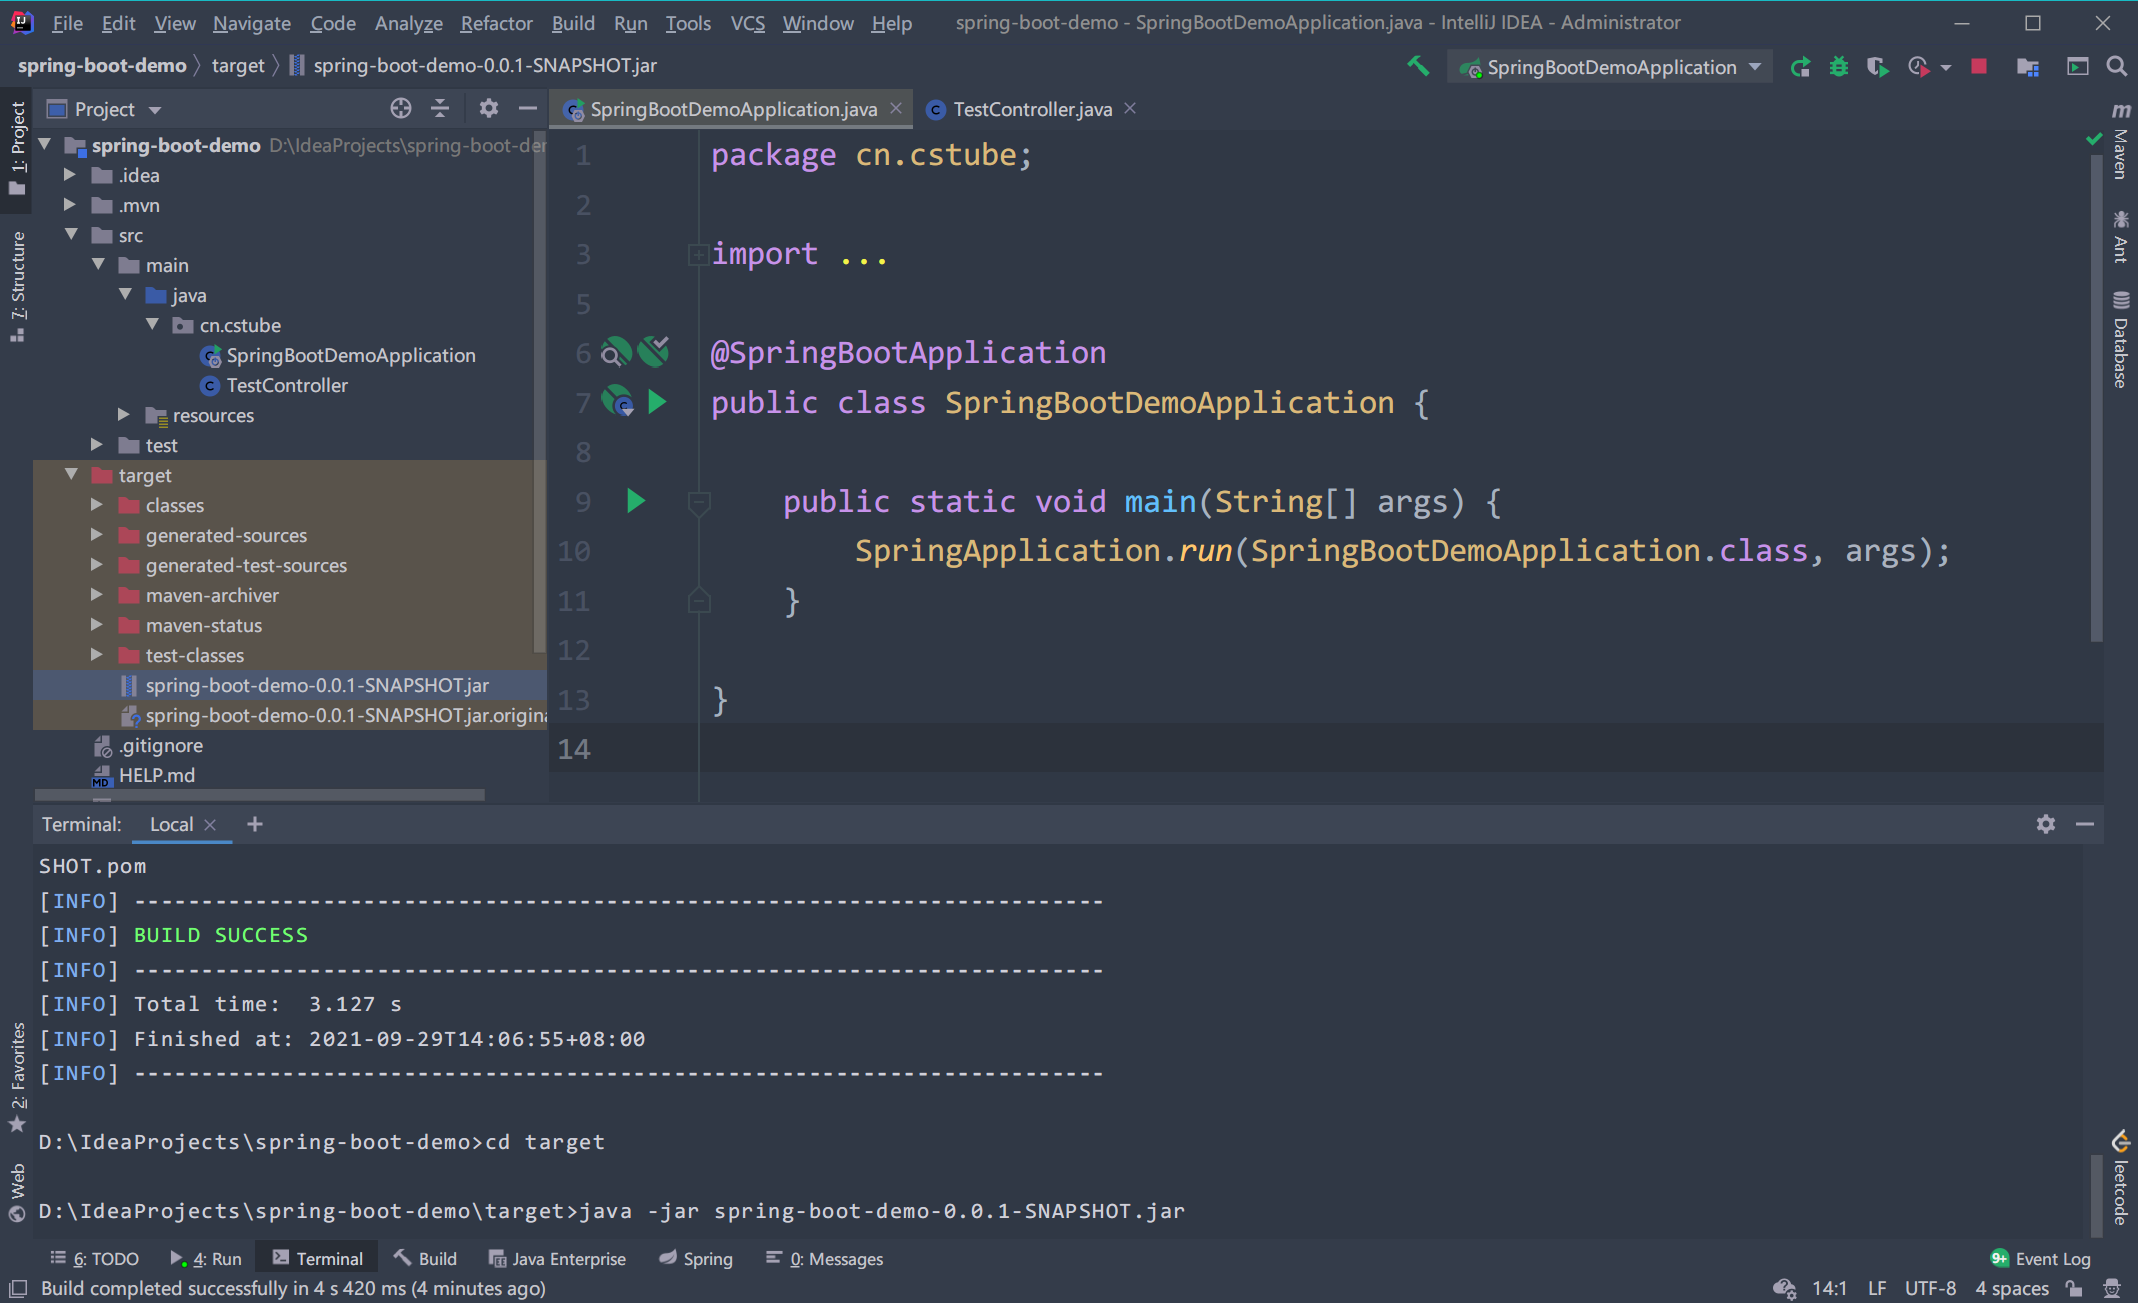 File Edit View Navigate Code Analyze Refactor Build Run Tools VCS Window Help spring-boot-demo - SpringBootDemoApplication.java - IntelliJ IDEA - Administrator
spring-boot-demo target spring-boot-demo-0.0.1-SNAPSHOT.jar
SpringBootDemoApplication
1: Project
7: Structure
2: Favorites
Web
Project
spring-boot-demo D:\IdeaProjects\spring-boot-der
.idea
.mvn
src
main
java
cn.cstube
SpringBootDemoApplication
TestController
resources
test
target
classes
generated-sources
generated-test-sources
maven-archiver
maven-status
test-classes
spring-boot-demo-0.0.1-SNAPSHOT.jar
spring-boot-demo-0.0.1-SNAPSHOT.jar.origina
.gitignore
HELP.md
SpringBootDemoApplication.java TestController.java
1 package cn.cstube;
2
3 import ...
5
6 @SpringBootApplication
7 public class SpringBootDemoApplication {
8
9 public static void main(String[] args) {
10 SpringApplication.run(SpringBootDemoApplication.class, args);
11 }
12
13 }
14
m Maven
Ant
Database
leetcode
Terminal: Local +
SHOT.pom
[INFO] ------------------------------------------------------------------------
[INFO] BUILD SUCCESS
[INFO] ------------------------------------------------------------------------
[INFO] Total time:  3.127 s
[INFO] Finished at: 2021-09-29T14:06:55+08:00
[INFO] ------------------------------------------------------------------------
D:\IdeaProjects\spring-boot-demo>cd target
D:\IdeaProjects\spring-boot-demo\target>java -jar spring-boot-demo-0.0.1-SNAPSHOT.jar
6: TODO 4: Run Terminal Build Java Enterprise Spring 0: Messages 9+ Event Log
Build completed successfully in 4 s 420 ms (4 minutes ago) 14:1 LF UTF-8 4 spaces